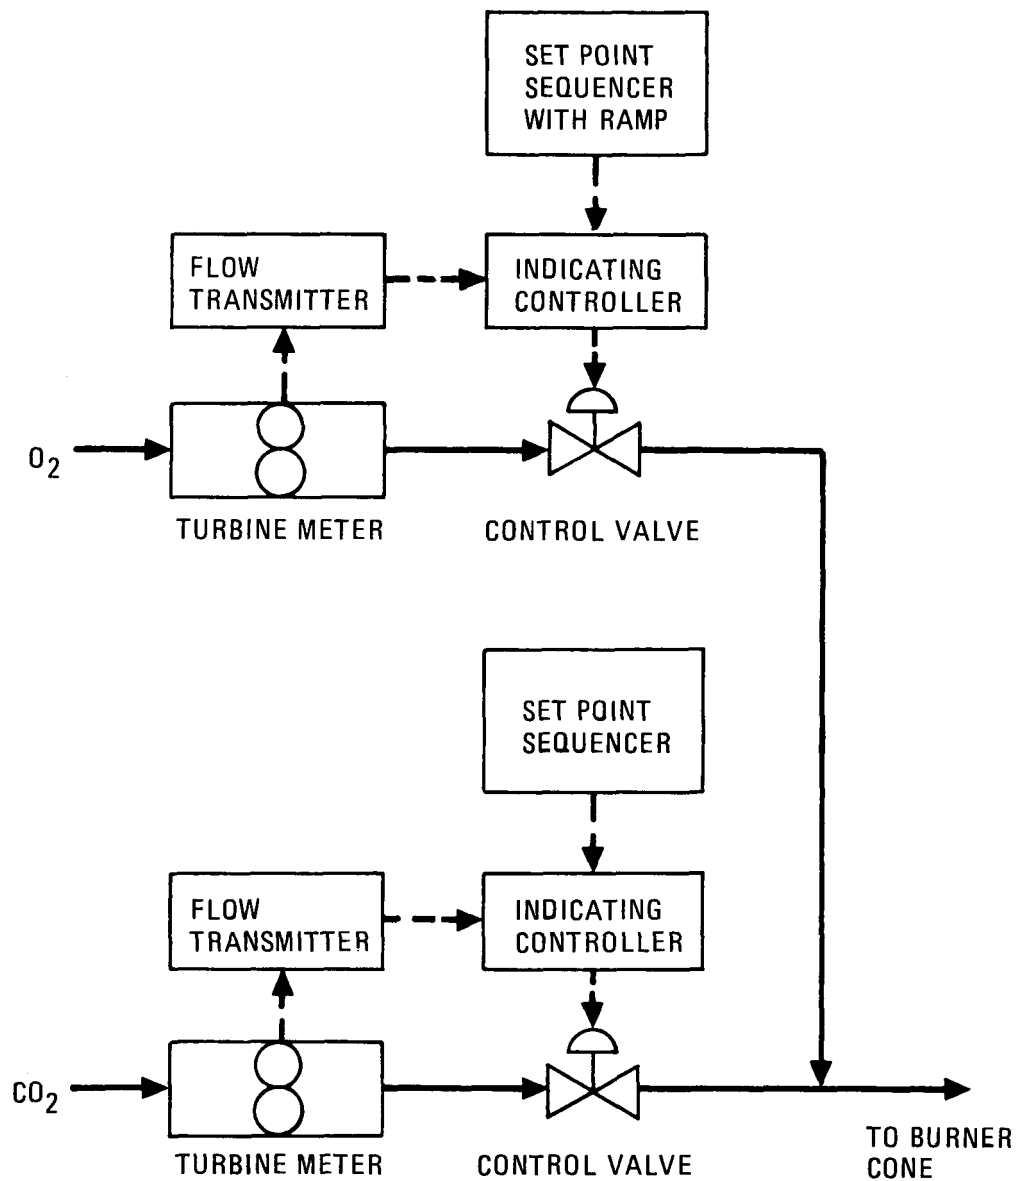 SET POINT
SEQUENCER
WITH RAMP
FLOW
TRANSMITTER
INDICATING
CONTROLLER
O2
TURBINE METER
CONTROL VALVE
SET POINT
SEQUENCER
FLOW
TRANSMITTER
INDICATING
CONTROLLER
CO2
TURBINE METER
CONTROL VALVE
TO BURNER
CONE